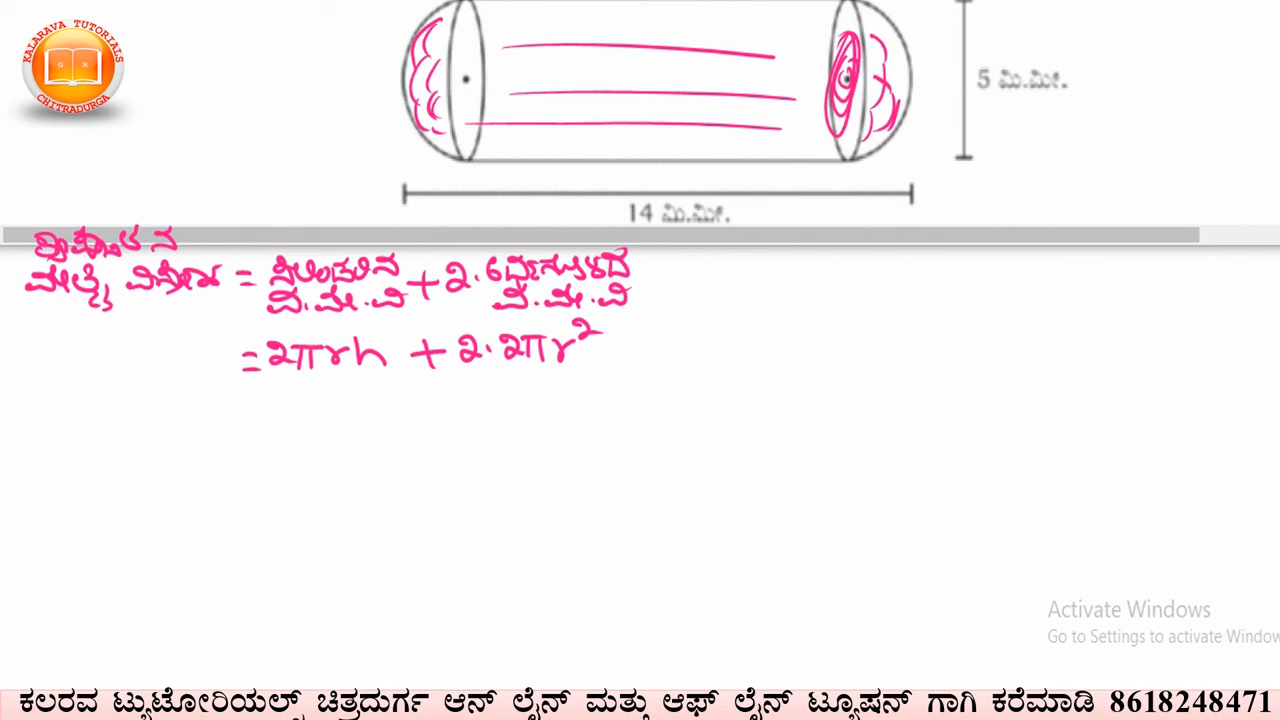 KALARAVA TUTORIALS
G R
CHITRADURGA
5 ಮಿ.ಮೀ.
14 ಮಿ.ಮೀ.
ಕ್ಯಾಪ್ಸೂಲಿನ
ಮೇಲ್ಮೈ ವಿಸ್ತೀರ್ಣ = ಸಿಲಿಂಡರಿನ + 2. ಅರ್ಧಗೋಳದ
ವ.ಮೇ.ವಿ ವ.ಮೇ.ವಿ
= 2πrh + 2.2πr²
Activate Windows
Go to Settings to activate Window
ಕಲರವ ಟ್ಯುಟೋರಿಯಲ್ಸ್ ಚಿತ್ರದುರ್ಗ ಆನ್ ಲೈನ್ ಮತ್ತು ಆಫ್ ಲೈನ್ ಟ್ಯೂಷನ್ ಗಾಗಿ ಕರೆಮಾಡಿ 8618248471